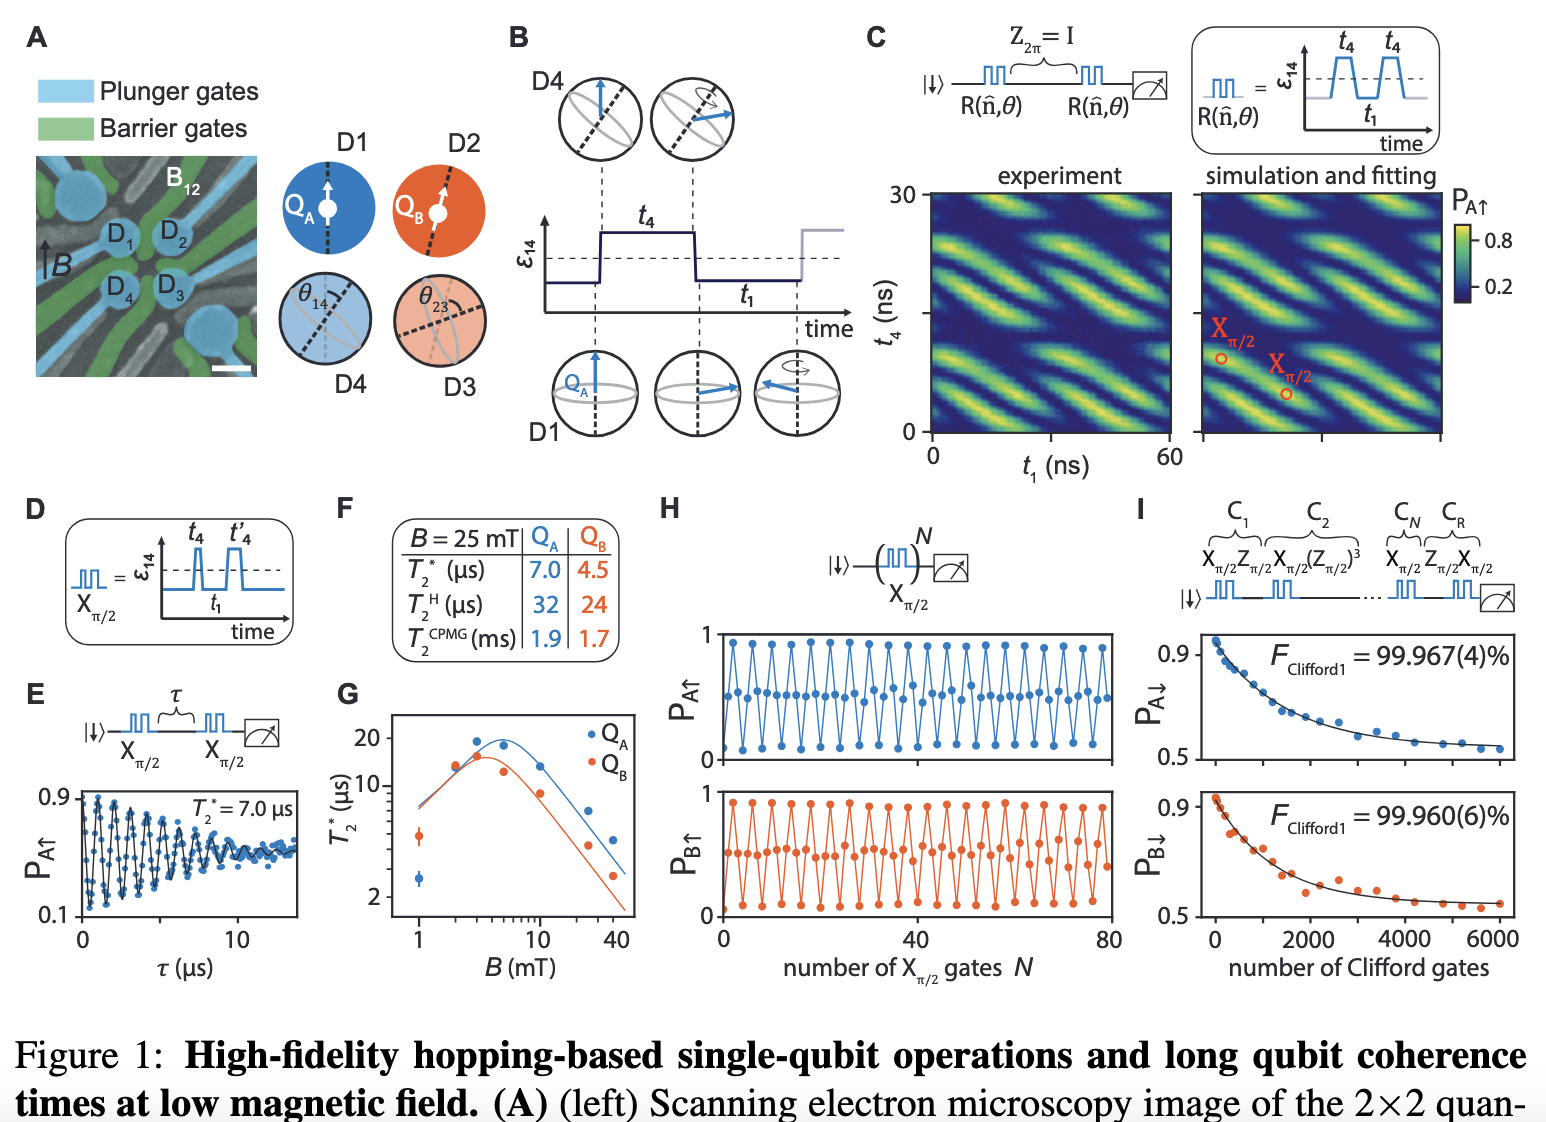 A
Plunger gates
Barrier gates
B12
D1
D2
D4
D3
B
D1
D2
QA
QB
θ14
θ23
D4
D3
B
D4
t4
ε14
t1
time
QA
D1
C
Z2π = I
|↓⟩
R(n̂,θ)
R(n̂,θ)
R(n̂,θ)
=
ε14
t4
t4
t1
time
experiment
simulation and fitting
PA↑
0.8
0.2
30
t4 (ns)
0
0
t1 (ns)
60
Xπ/2
Xπ/2
D
Xπ/2
=
ε14
t4
t'4
t1
time
E
τ
|↓⟩
Xπ/2
Xπ/2
0.9
T2* = 7.0 μs
PA↑
0.1
0
10
τ (μs)
F
B = 25 mT QA QB
T2* (μs) 7.0 4.5
T2H (μs) 32 24
T2CPMG (ms) 1.9 1.7
G
20
10
2
T2* (μs)
QA
QB
1
10
40
B (mT)
H
N
|↓⟩
Xπ/2
1
PA↑
0
1
PB↑
0
0
40
80
number of Xπ/2 gates N
I
C1
C2
CN
CR
Xπ/2Zπ/2Xπ/2(Zπ/2)3
Xπ/2 Zπ/2Xπ/2
|↓⟩
...
0.9
FClifford1 = 99.967(4)%
PA↓
0.5
0.9
FClifford1 = 99.960(6)%
PB↓
0.5
0
2000
4000
6000
number of Clifford gates
Figure 1: High-fidelity hopping-based single-qubit operations and long qubit coherence
times at low magnetic field. (A) (left) Scanning electron microscopy image of the 2×2 quan-